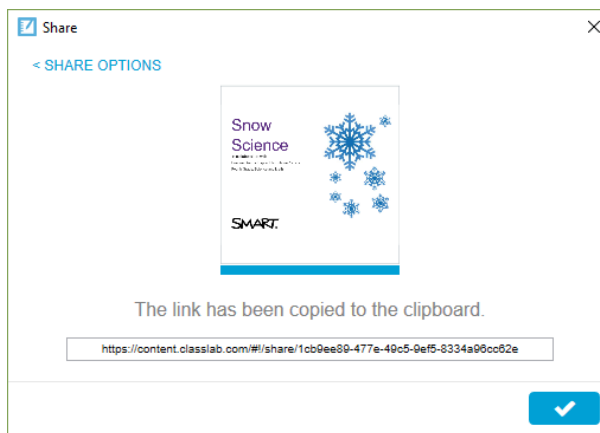 Share
< SHARE OPTIONS
Snow
Science
SMART.
The link has been copied to the clipboard.
https://content.classlab.com/#!/share/1cb9ee89-477e-49c5-9ef5-8334a96cc62e